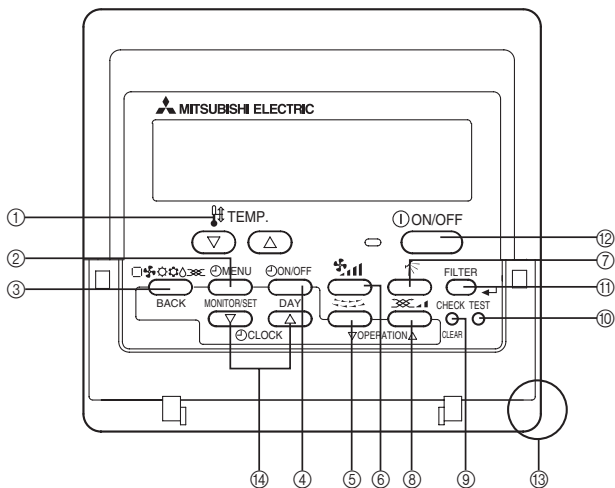 MITSUBISHI ELECTRIC
① TEMP. ON/OFF ⑫
② MENU ON/OFF FILTER ⑦
③ BACK MONITOR/SET DAY CHECK TEST ⑪
CLOCK ▽OPERATION△ CLEAR ⑩
⑭ ④ ⑤ ⑥ ⑧ ⑨ ⑬